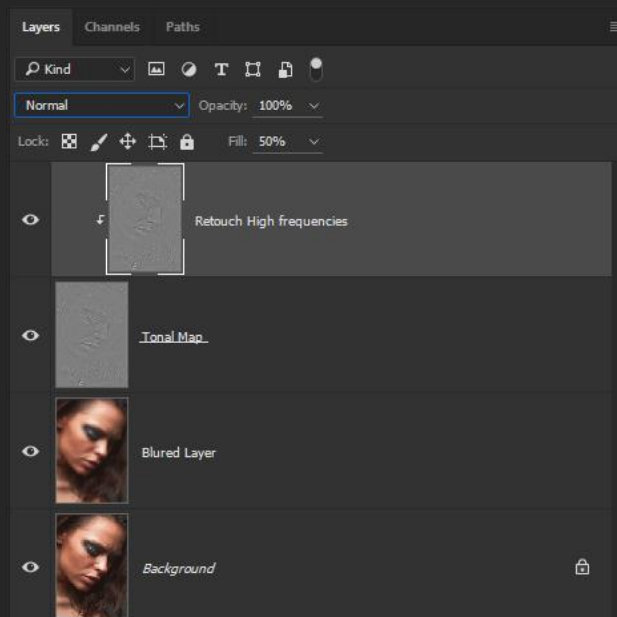 Layers Channels Paths
Kind
Normal Opacity: 100%
Lock: Fill: 50%
Retouch High frequencies
Tonal Map
Blured Layer
Background